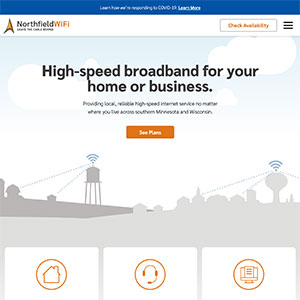 Learn how we're responding to COVID-19. Learn More
NorthfieldWiFi
LEAVE THE CABLE BEHIND
Check Availability
High-speed broadband for your
home or business.
Providing local, reliable high-speed internet service no matter
where you live across southern Minnesota and Wisconsin.
See Plans